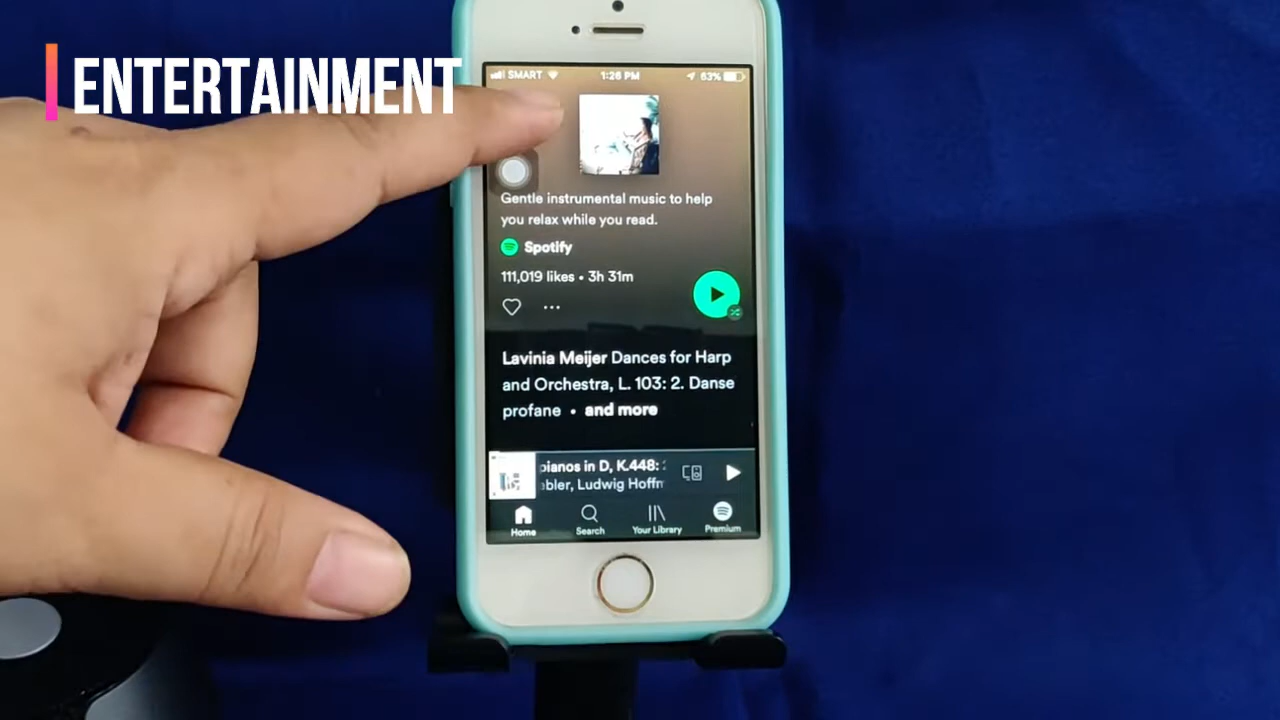 ENTERTAINMENT
SMART 1:26 PM 63%
Gentle instrumental music to help
you relax while you read.
Spotify
111,019 likes • 3h 31m
Lavinia Meijer Dances for Harp
and Orchestra, L. 103: 2. Danse
profane • and more
pianos in D, K.448:
ebler, Ludwig Hoffm
Home Search Your Library Premium